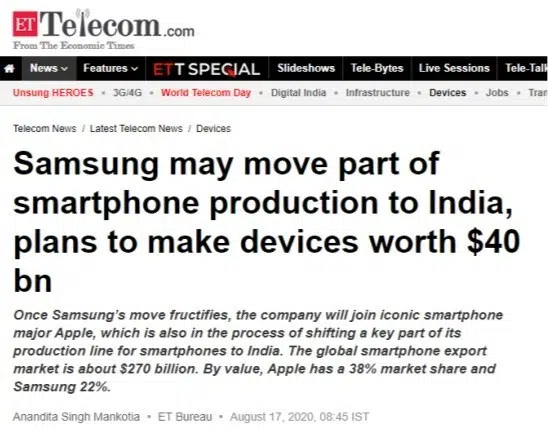 ET Telecom.com
From The Economic Times
News Features ETT SPECIAL Slideshows Tele-Bytes Live Sessions Tele-Talk
Unsung HEROES • 3G/4G • World Telecom Day • Digital India • Infrastructure • Devices • Jobs •
Telecom News / Latest Telecom News / Devices
Samsung may move part of
smartphone production to India,
plans to make devices worth $40
bn
Once Samsung's move fructifies, the company will join iconic smartphone
major Apple, which is also in the process of shifting a key part of its
production line for smartphones to India. The global smartphone export
market is about $270 billion. By value, Apple has a 38% market share and
Samsung 22%.
Anandita Singh Mankotia • ET Bureau • August 17, 2020, 08:45 IST